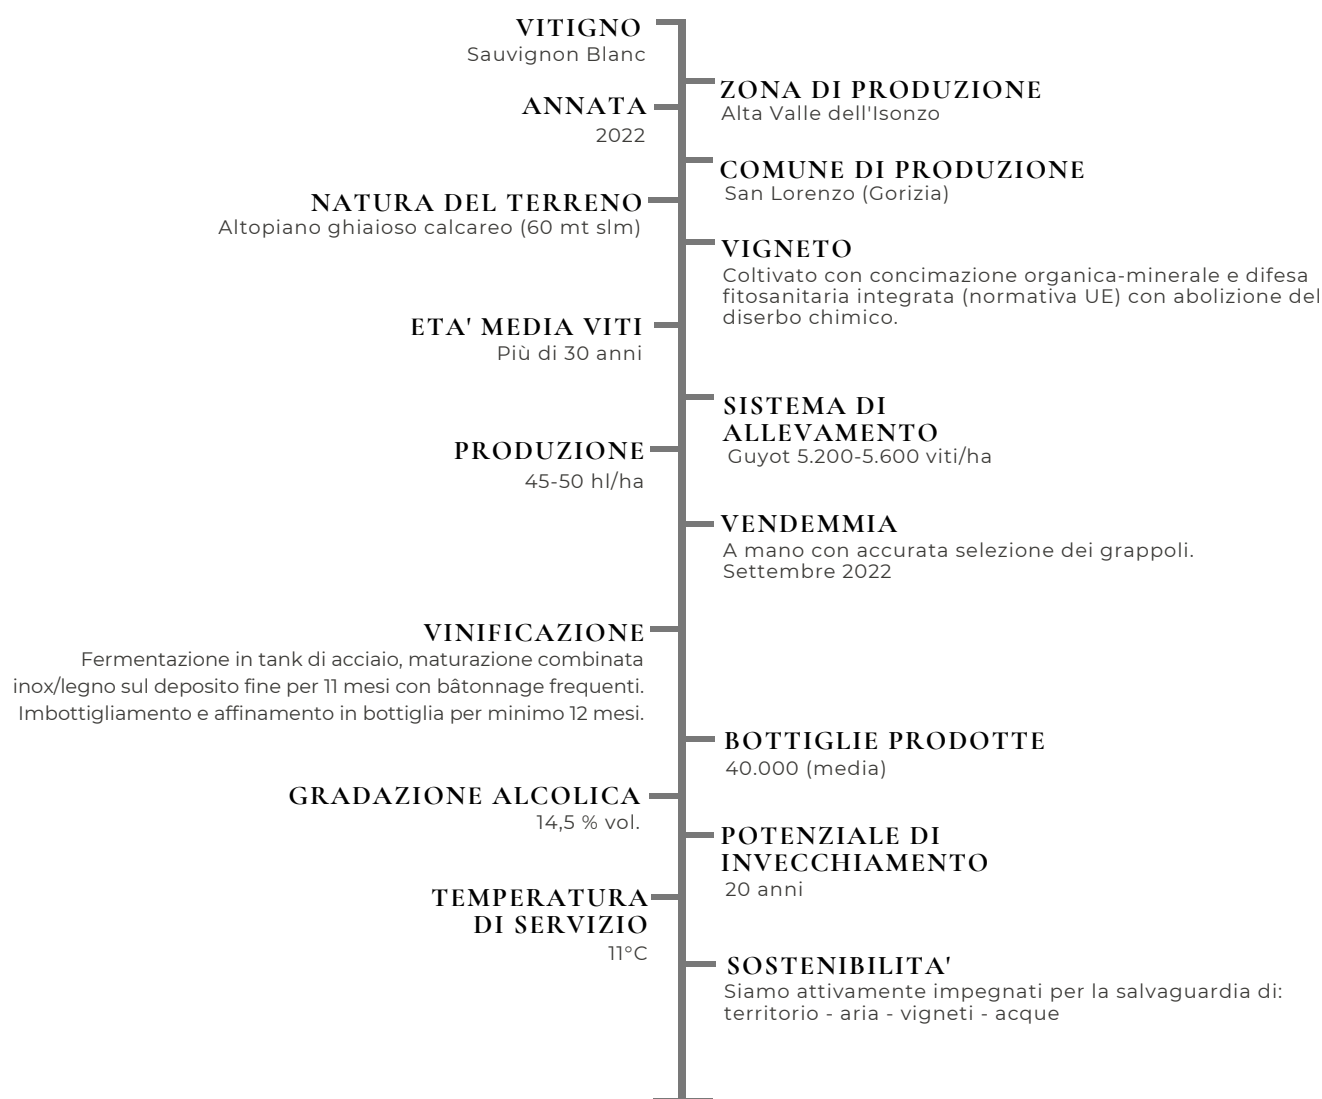 VITIGNO
Sauvignon Blanc
ZONA DI PRODUZIONE
Alta Valle dell'Isonzo
ANNATA
2022
COMUNE DI PRODUZIONE
San Lorenzo (Gorizia)
NATURA DEL TERRENO
Altopiano ghiaioso calcareo (60 mt slm)
VIGNETO
Coltivato con concimazione organica-minerale e difesa
fitosanitaria integrata (normativa UE) con abolizione del
diserbo chimico.
ETA' MEDIA VITI
Più di 30 anni
SISTEMA DI
ALLEVAMENTO
Guyot 5.200-5.600 viti/ha
PRODUZIONE
45-50 hl/ha
VENDEMMIA
A mano con accurata selezione dei grappoli.
Settembre 2022
VINIFICAZIONE
Fermentazione in tank di acciaio, maturazione combinata
inox/legno sul deposito fine per 11 mesi con bâtonnage frequenti.
Imbottigliamento e affinamento in bottiglia per minimo 12 mesi.
BOTTIGLIE PRODOTTE
40.000 (media)
GRADAZIONE ALCOLICA
14,5 % vol.
POTENZIALE DI
INVECCHIAMENTO
20 anni
TEMPERATURA
DI SERVIZIO
11°C
SOSTENIBILITA'
Siamo attivamente impegnati per la salvaguardia di:
territorio - aria - vigneti - acque